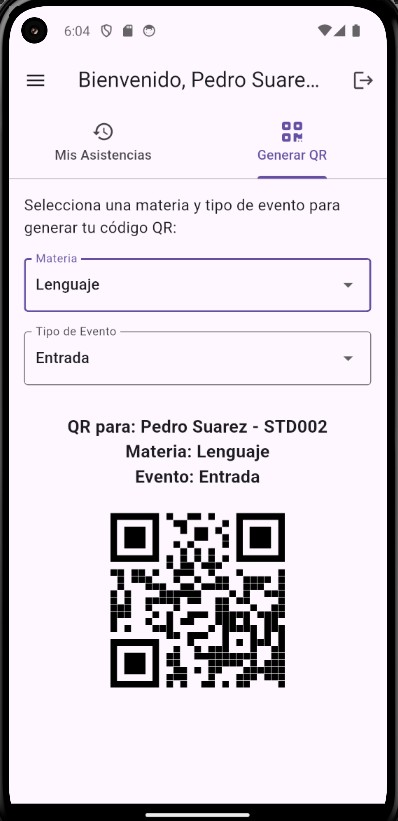 6:04
Bienvenido, Pedro Suare...
Mis Asistencias
Generar QR
Selecciona una materia y tipo de evento para
generar tu código QR:
Materia
Lenguaje
Tipo de Evento
Entrada
QR para: Pedro Suarez - STD002
Materia: Lenguaje
Evento: Entrada